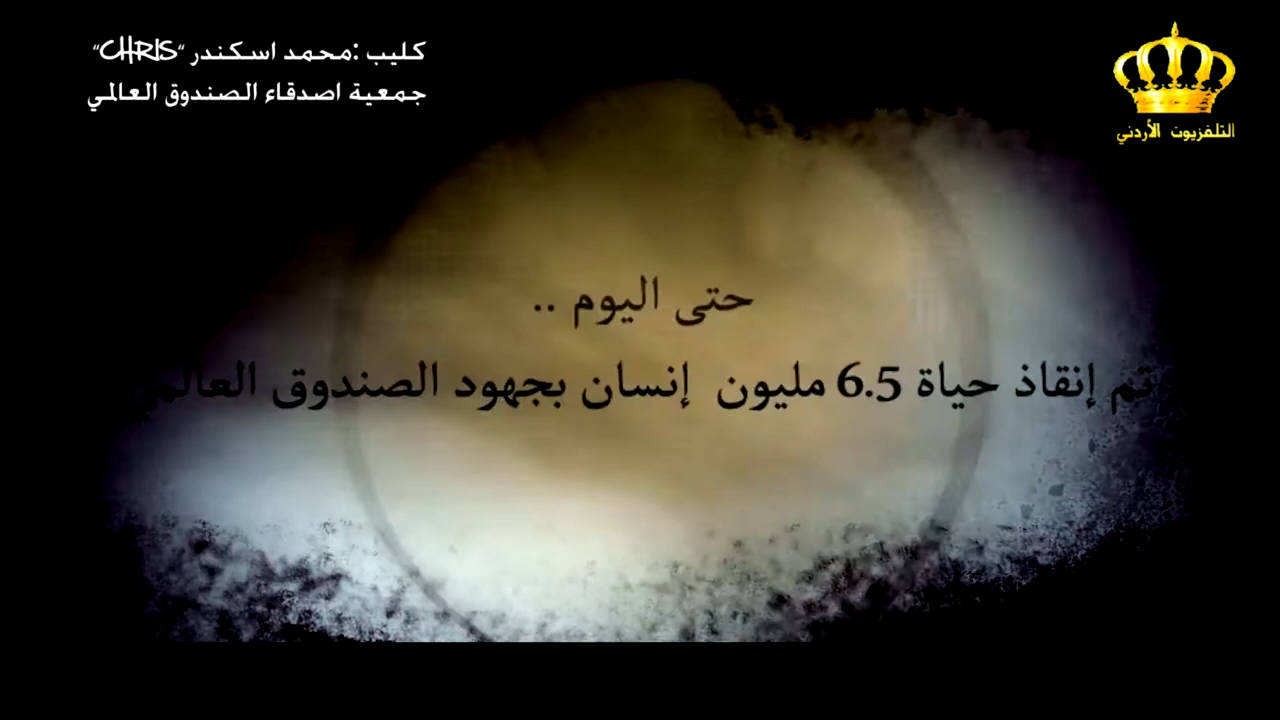 كليب :محمد اسكندر "CHRIS"
جمعية اصدقاء الصندوق العالمي
التلفزيون الأردني
حتى اليوم ..
تم إنقاذ حياة 6.5 مليون إنسان بجهود الصندوق العالمي